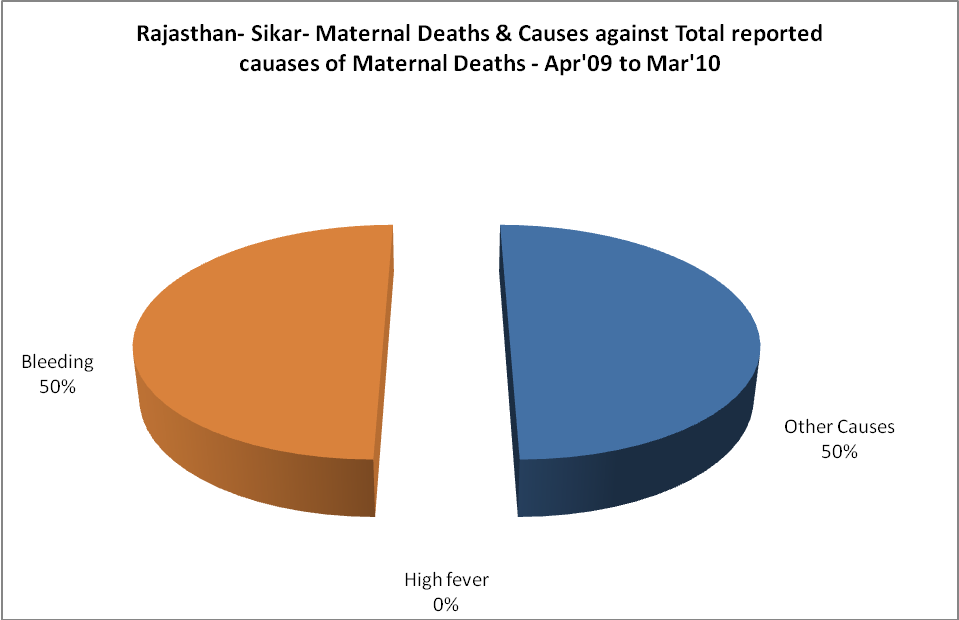 Rajasthan- Sikar- Maternal Deaths & Causes against Total reported
cauases of Maternal Deaths - Apr'09 to Mar'10
Bleeding
50%
Other Causes
50%
High fever
0%